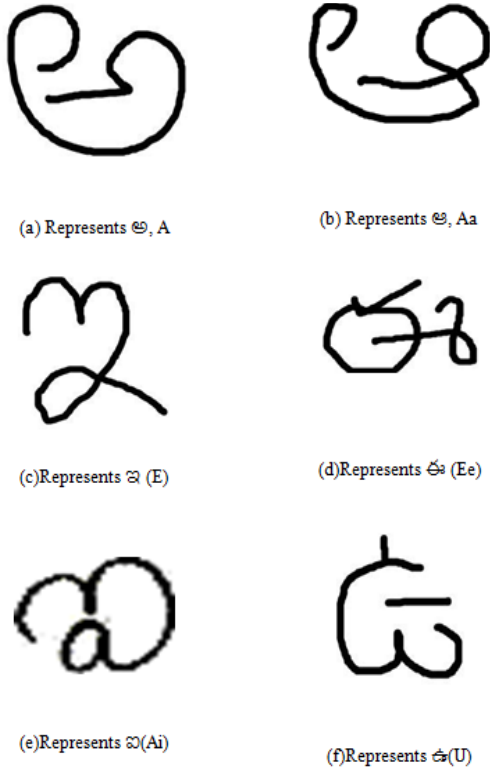 అ
ఆ
(a) Represents అ, A
(b) Represents ఆ, Aa
ఇ
ఈ
(c)Represents ఇ (E)
(d)Represents ఈ (Ee)
ఐ
ఉ
(e)Represents ఐ(Ai)
(f)Represents ఉ(U)